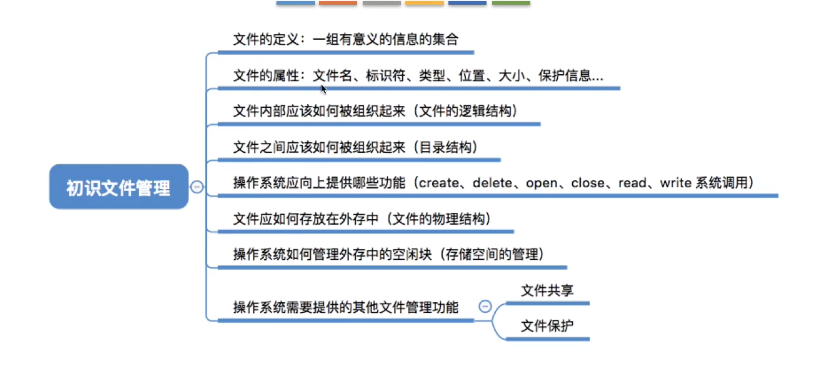 文件的定义：一组有意义的信息的集合
文件的属性：文件名、标识符、类型、位置、大小、保护信息...
文件内部应该如何被组织起来（文件的逻辑结构）
文件之间应该如何被组织起来（目录结构）
初识文件管理
操作系统应向上提供哪些功能（create、delete、open、close、read、write 系统调用）
文件应如何存放在外存中（文件的物理结构）
操作系统如何管理外存中的空闲块（存储空间的管理）
操作系统需要提供的其他文件管理功能
文件共享
文件保护